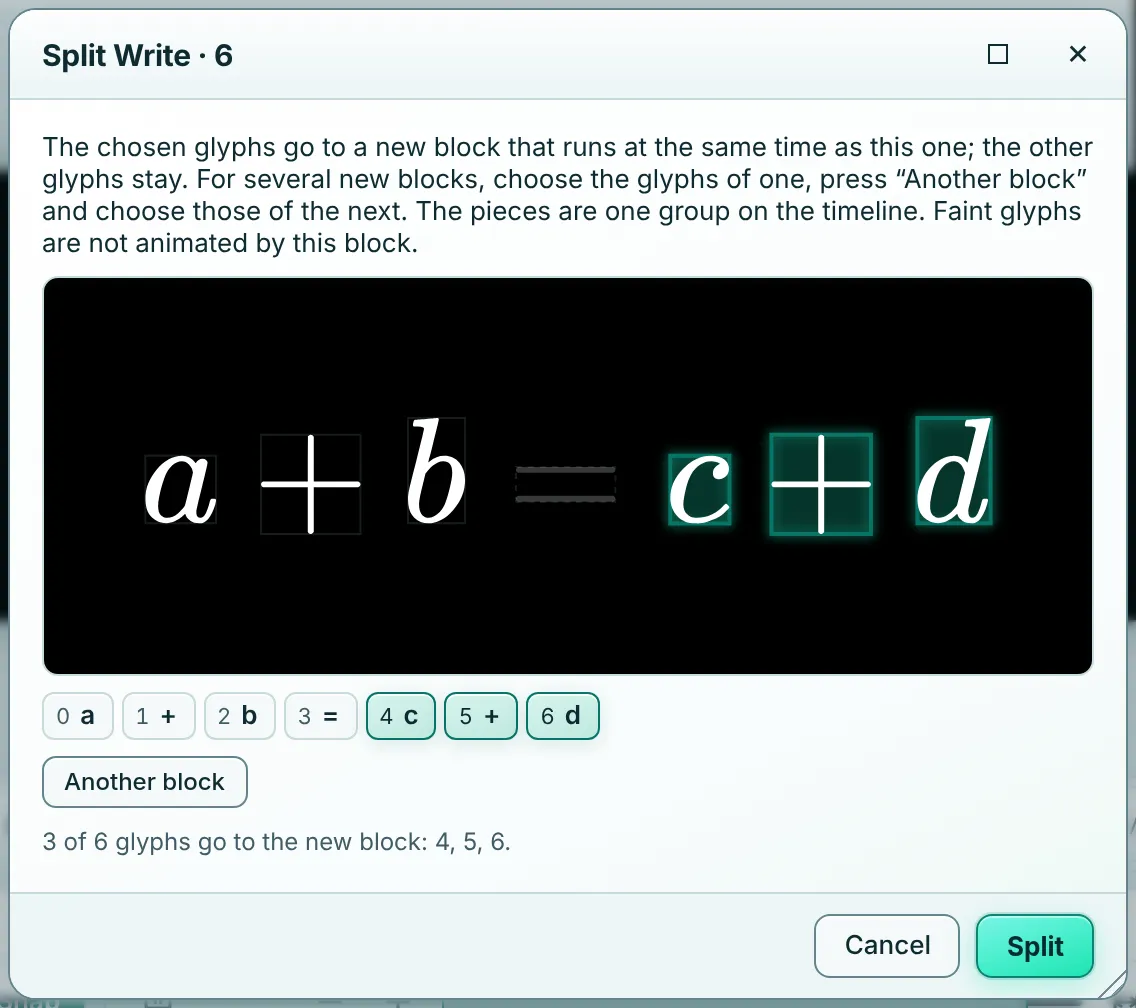 Split Write · 6
The chosen glyphs go to a new block that runs at the same time as this one; the other
glyphs stay. For several new blocks, choose the glyphs of one, press “Another block”
and choose those of the next. The pieces are one group on the timeline. Faint glyphs
are not animated by this block.
a + b = c + d
0 a 1 + 2 b 3 = 4 c 5 + 6 d
Another block
3 of 6 glyphs go to the new block: 4, 5, 6.
Cancel Split